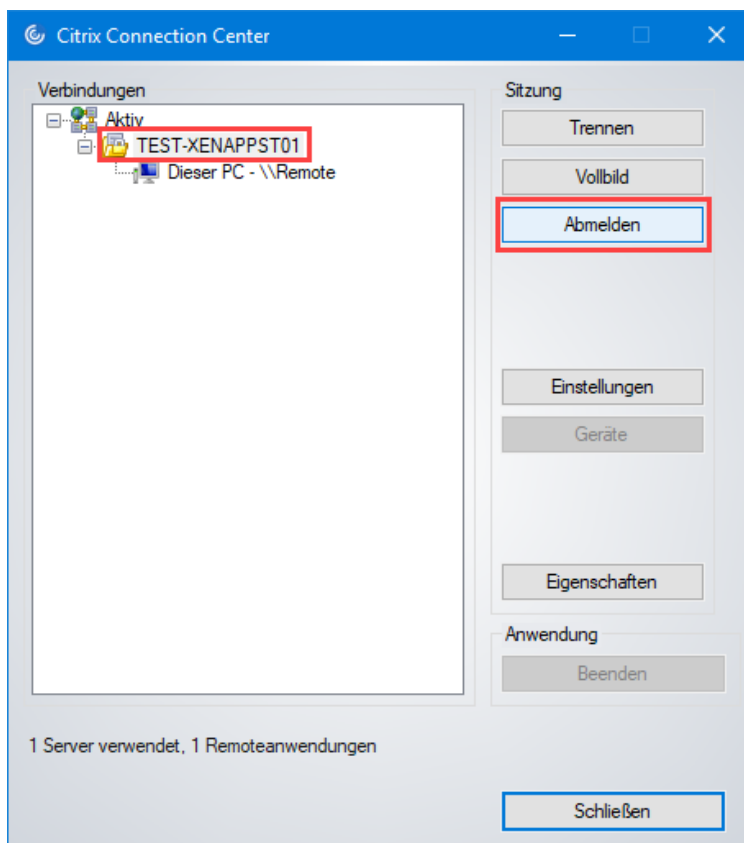 Citrix Connection Center
Verbindungen
Aktiv
TEST-XENAPPST01
Dieser PC - \\Remote
Sitzung
Trennen
Vollbild
Abmelden
Einstellungen
Geräte
Eigenschaften
Anwendung
Beenden
1 Server verwendet, 1 Remoteanwendungen
Schließen